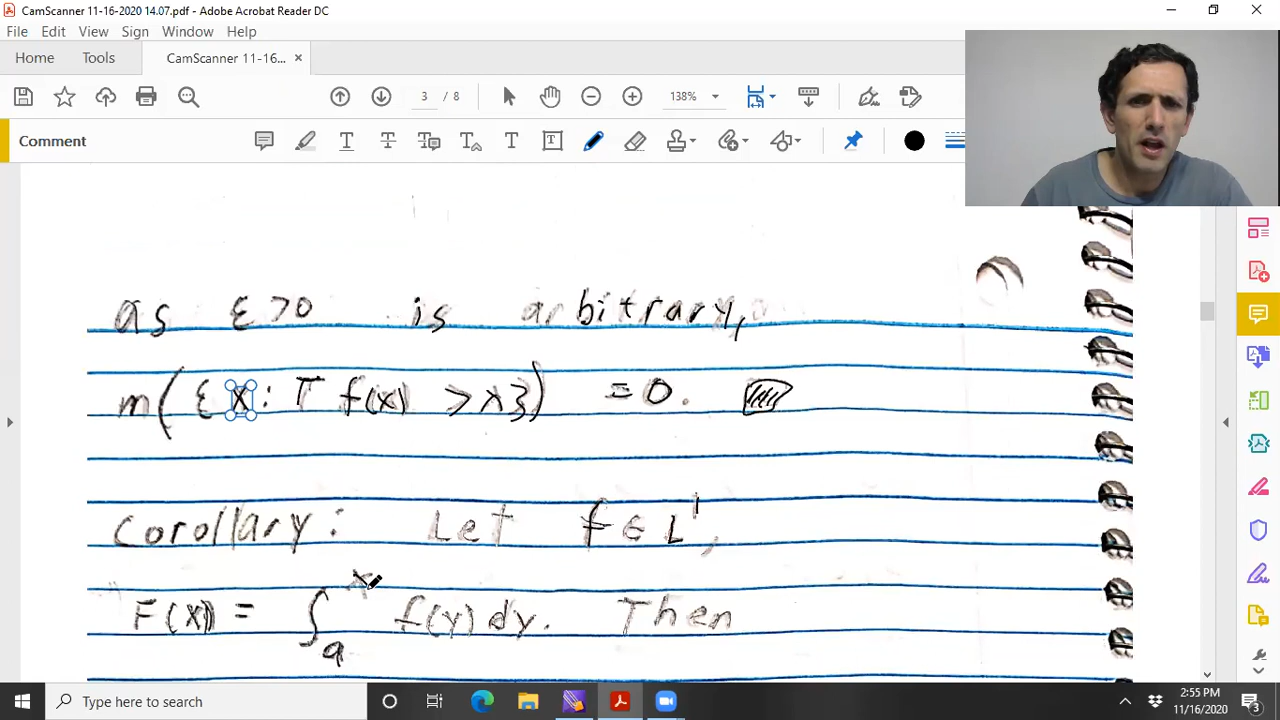 CamScanner 11-16-2020 14.07.pdf - Adobe Acrobat Reader DC
File Edit View Sign Window Help
Home Tools CamScanner 11-16... ×
3 / 8 138%
Comment
as ε>0 is arbitrary,
m({x: T f(x) >λ}) =0.
Corollary: Let f∈L¹,
F(x) = ∫ₐˣ f(y)dy. Then
Type here to search
2:55 PM
11/16/2020
3